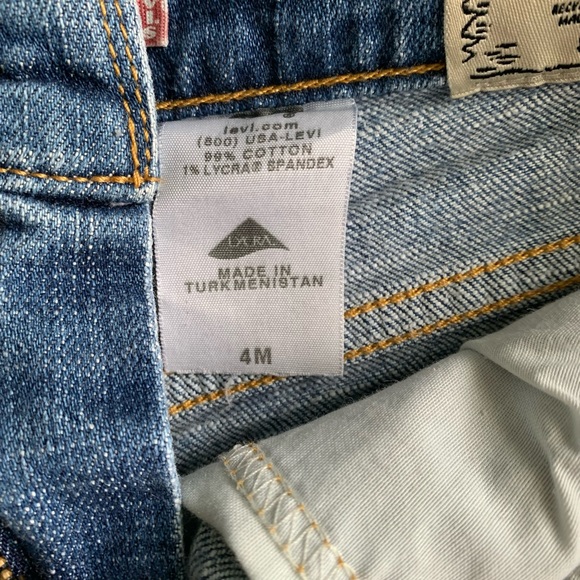 levi.com
(800) USA-LEVI
99% COTTON
1% LYCRA® SPANDEX
LYCRA
MADE IN
TURKMENISTAN
4M